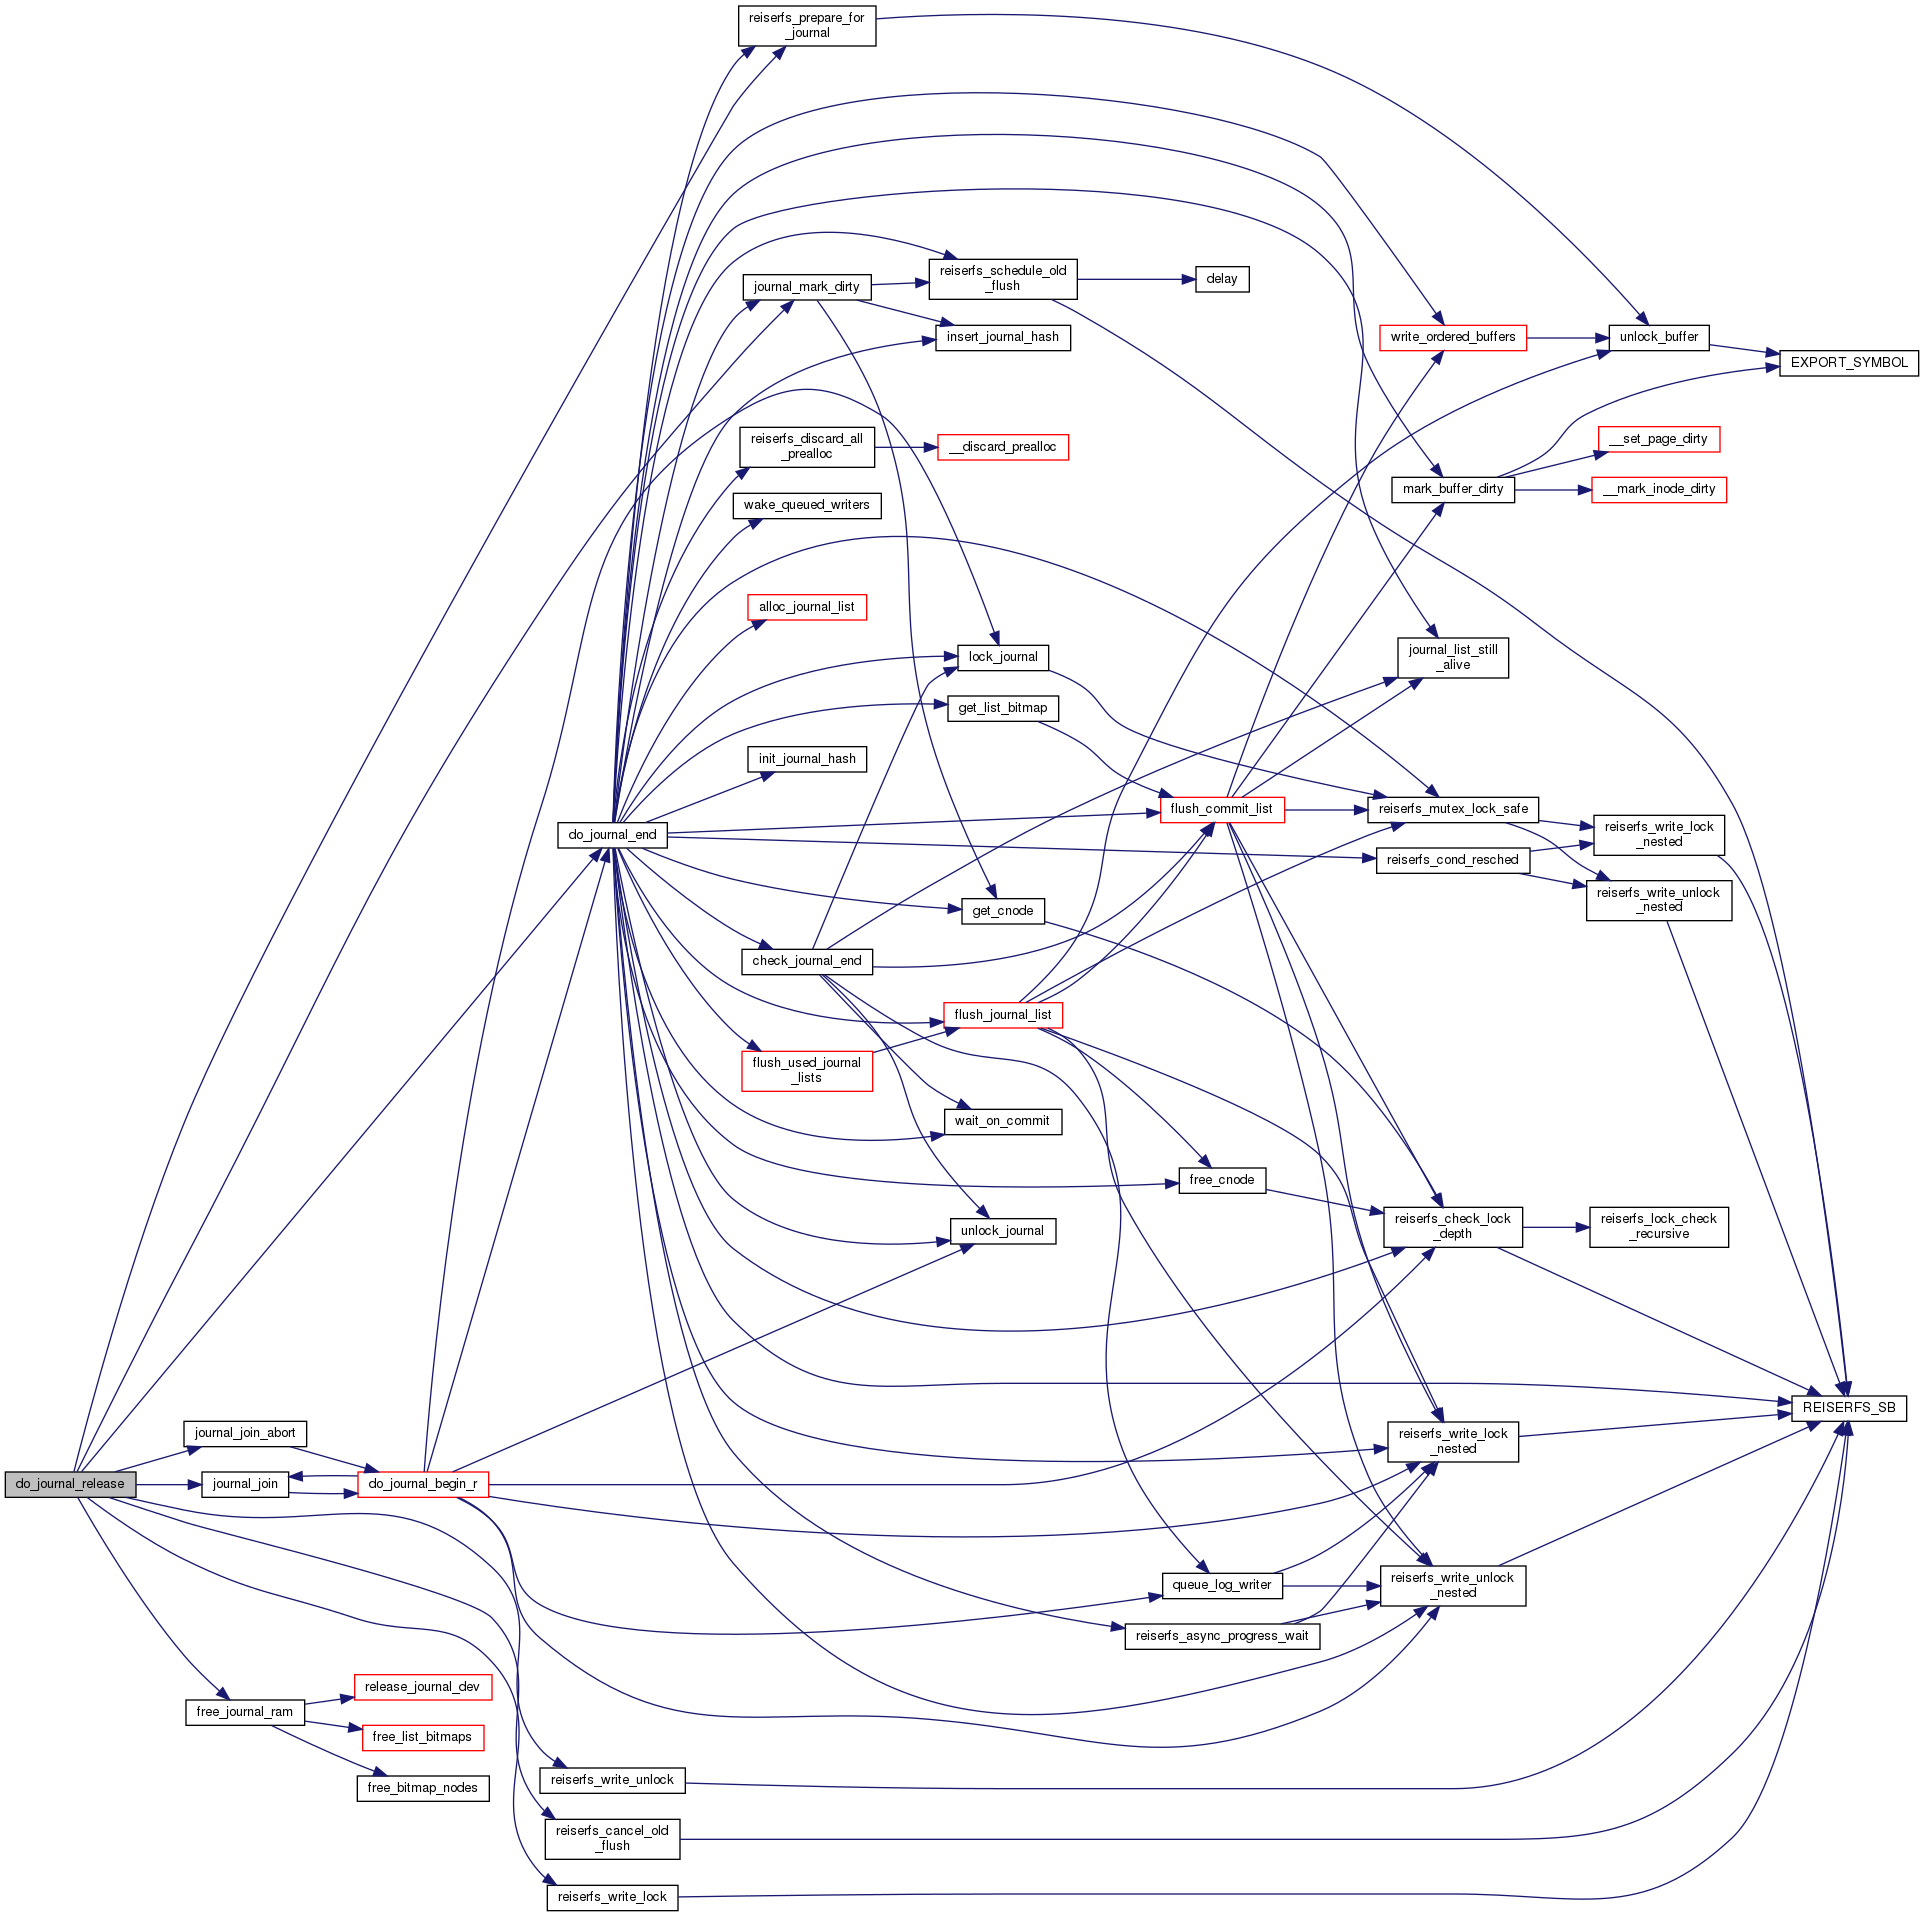 reiserfs_prepare_for
_journal
reiserfs_schedule_old
_flush
delay
journal_mark_dirty
insert_journal_hash
write_ordered_buffers
unlock_buffer
EXPORT_SYMBOL
reiserfs_discard_all
_prealloc
__discard_prealloc
__set_page_dirty
mark_buffer_dirty
__mark_inode_dirty
wake_queued_writers
alloc_journal_list
lock_journal
journal_list_still
_alive
get_list_bitmap
init_journal_hash
flush_commit_list
reiserfs_mutex_lock_safe
do_journal_end
reiserfs_write_lock
_nested
reiserfs_cond_resched
reiserfs_write_unlock
_nested
get_cnode
check_journal_end
flush_journal_list
flush_used_journal
_lists
wait_on_commit
free_cnode
unlock_journal
reiserfs_check_lock
_depth
reiserfs_lock_check
_recursive
REISERFS_SB
journal_join_abort
reiserfs_write_lock
_nested
do_journal_release
journal_join
do_journal_begin_r
queue_log_writer
reiserfs_write_unlock
_nested
reiserfs_async_progress_wait
release_journal_dev
free_journal_ram
free_list_bitmaps
free_bitmap_nodes
reiserfs_write_unlock
reiserfs_cancel_old
_flush
reiserfs_write_lock